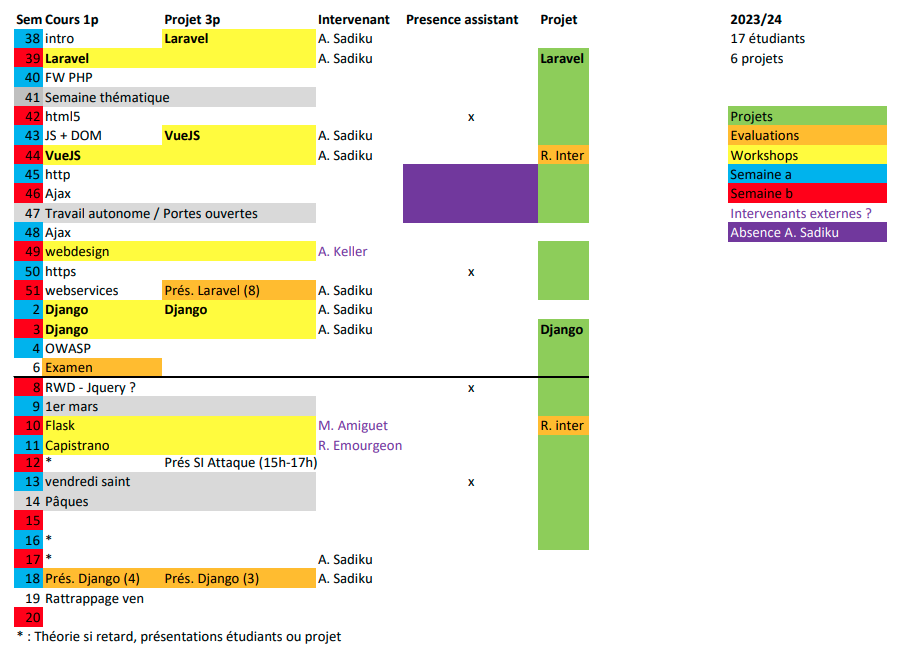 Sem Cours 1p Projet 3p Intervenant Presence assistant Projet 2023/24
38 intro Laravel A. Sadiku 17 étudiants
39 Laravel A. Sadiku Laravel 6 projets
40 FW PHP
41 Semaine thématique
42 html5 x Projets
43 JS + DOM VueJS A. Sadiku Evaluations
44 VueJS A. Sadiku R. Inter Workshops
45 http Semaine a
46 Ajax Semaine b
47 Travail autonome / Portes ouvertes Intervenants externes ?
48 Ajax Absence A. Sadiku
49 webdesign A. Keller
50 https x
51 webservices Prés. Laravel (8) A. Sadiku
2 Django Django A. Sadiku
3 Django A. Sadiku Django
4 OWASP
6 Examen
8 RWD - Jquery ? x
9 1er mars
10 Flask M. Amiguet R. inter
11 Capistrano R. Emourgeon
12 * Prés SI Attaque (15h-17h)
13 vendredi saint x
14 Pâques
15
16 *
17 * A. Sadiku
18 Prés. Django (4) Prés. Django (3) A. Sadiku
19 Rattrappage ven
20
* : Théorie si retard, présentations étudiants ou projet